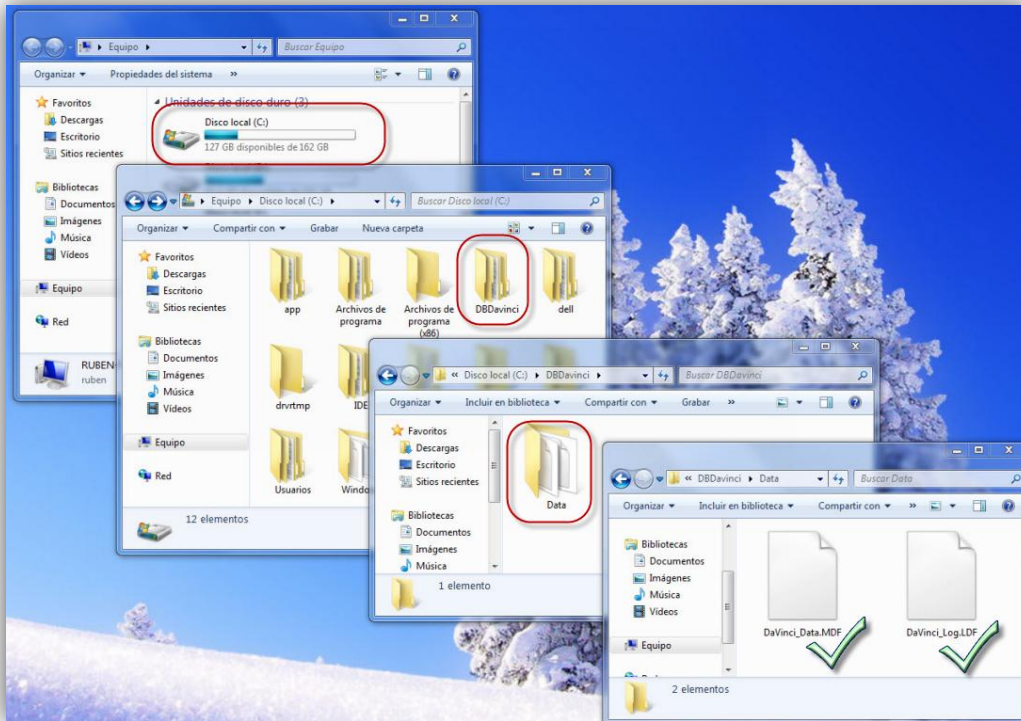 Equipo
Buscar Equipo
Organizar
Propiedades del sistema »
Favoritos
Descargas
Escritorio
Sitios recientes
Bibliotecas
Documentos
Imágenes
Música
Vídeos
Equipo
Red
RUBEN
ruben
Unidades de disco duro (3)
Disco local (C:)
127 GB disponibles de 162 GB
Equipo Disco local (C:)
Buscar Disco local (C:)
Organizar Compartir con Grabar Nueva carpeta
Favoritos
Descargas
Escritorio
Sitios recientes
Bibliotecas
Documentos
Imágenes
Música
Vídeos
Equipo
Red
app
Archivos de
programa
Archivos de
programa
(x86)
DBDavinci
dell
drvrtmp
IDE
Usuarios
Windo
12 elementos
« Disco local (C:) DBDavinci
Buscar DBDavinci
Organizar Incluir en biblioteca Compartir con Grabar »
Favoritos
Descargas
Escritorio
Sitios recientes
Bibliotecas
Documentos
Imágenes
Música
Data
1 elemento
« DBDavinci Data
Buscar Data
Organizar Incluir en biblioteca Compartir con »
Bibliotecas
Documentos
Imágenes
Música
Vídeos
Equipo
DaVinci_Data.MDF
DaVinci_Log.LDF
2 elementos